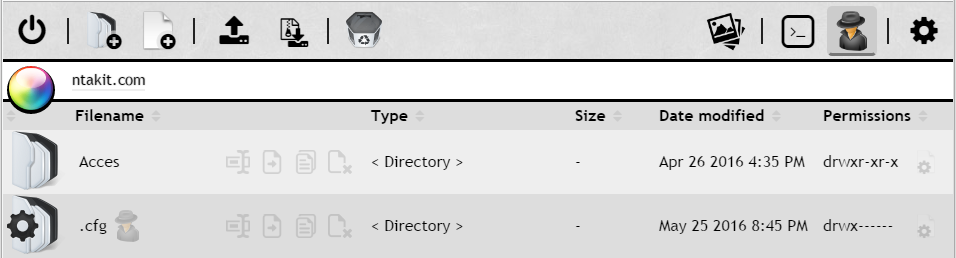 >_
ntakit.com
Filename Type Size Date modified Permissions
Acces < Directory > - Apr 26 2016 4:35 PM drwxr-xr-x
.cfg < Directory > - May 25 2016 8:45 PM drwx------